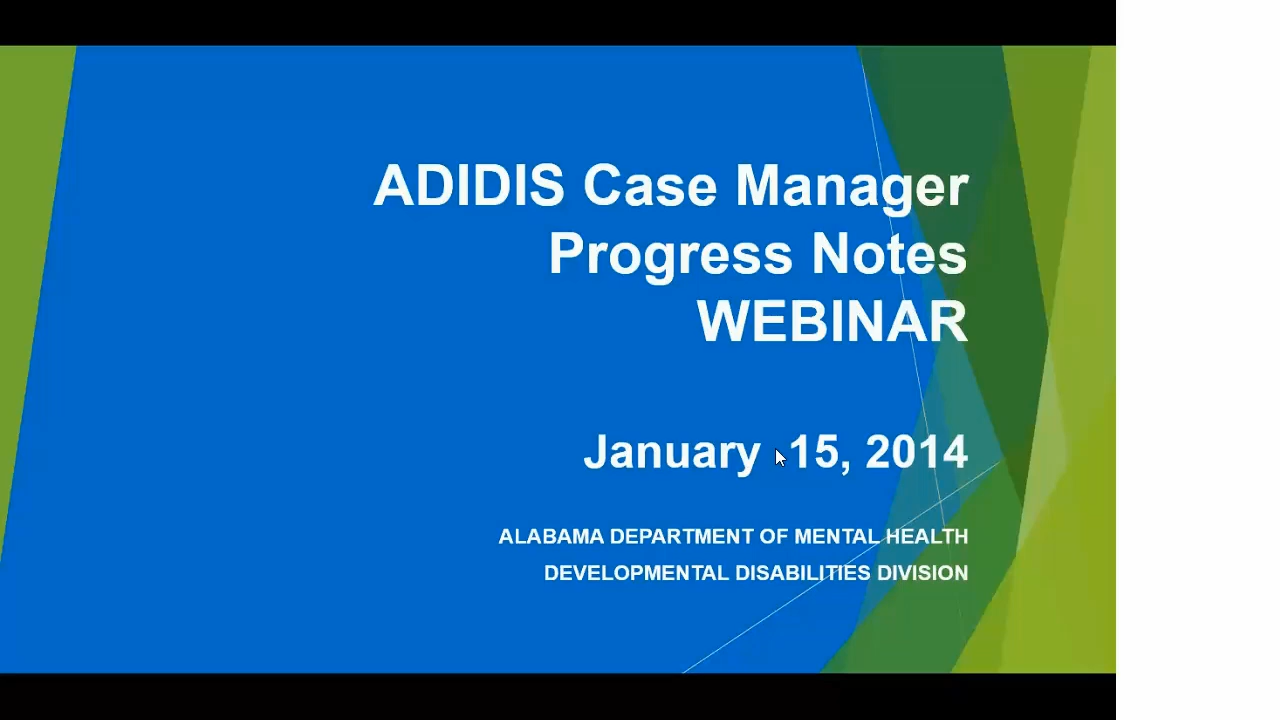 ADIDIS Case Manager
Progress Notes
WEBINAR
January 15, 2014
ALABAMA DEPARTMENT OF MENTAL HEALTH
DEVELOPMENTAL DISABILITIES DIVISION